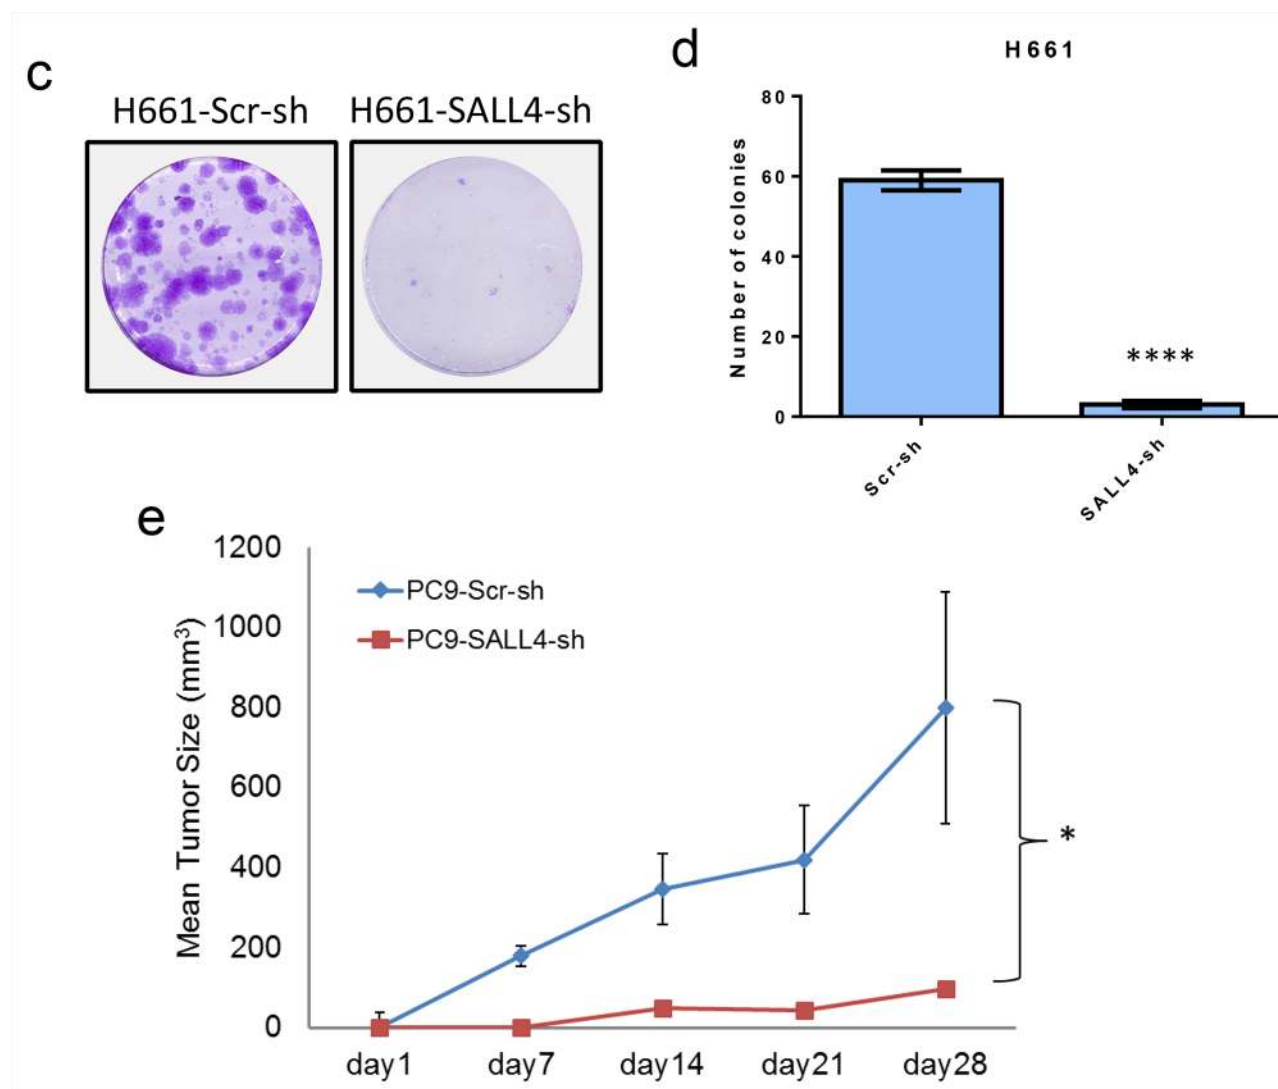 c
H661-Scr-sh
H661-SALL4-sh
d
H661
Number of colonies
80
60
40
20
0
****
Scr-sh
SALL4-sh
e
Mean Tumor Size (mm³)
1200
1000
800
600
400
200
0
PC9-Scr-sh
PC9-SALL4-sh
*
day1 day7 day14 day21 day28